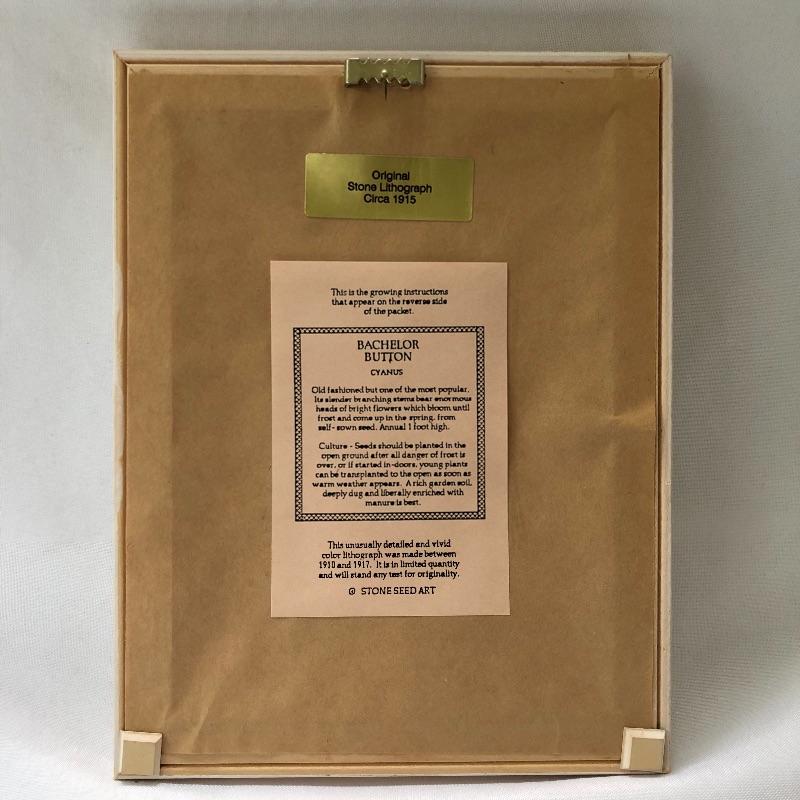 Original
Stone Lithograph
Circa 1915
This is the growing instructions
that appear on the reverse side
of the packet.
BACHELOR
BUTTON
CYANUS
Old fashioned but one of the most popular.
Its slender branching stems bear enormous
heads of bright flowers which bloom until
frost and come up in the spring, from
self-sown seed. Annual 1 foot high.
Culture - Seeds should be planted in the
open ground after all danger of frost is
over, or if started in-doors, young plants
can be transplanted to the open as soon as
warm weather appears. A rich garden soil,
deeply dug and liberally enriched with
manure is best.
This unusually detailed and vivid
color lithograph was made between
1910 and 1917. It is in limited quantity
and will stand any test for originality.
© STONE SEED ART